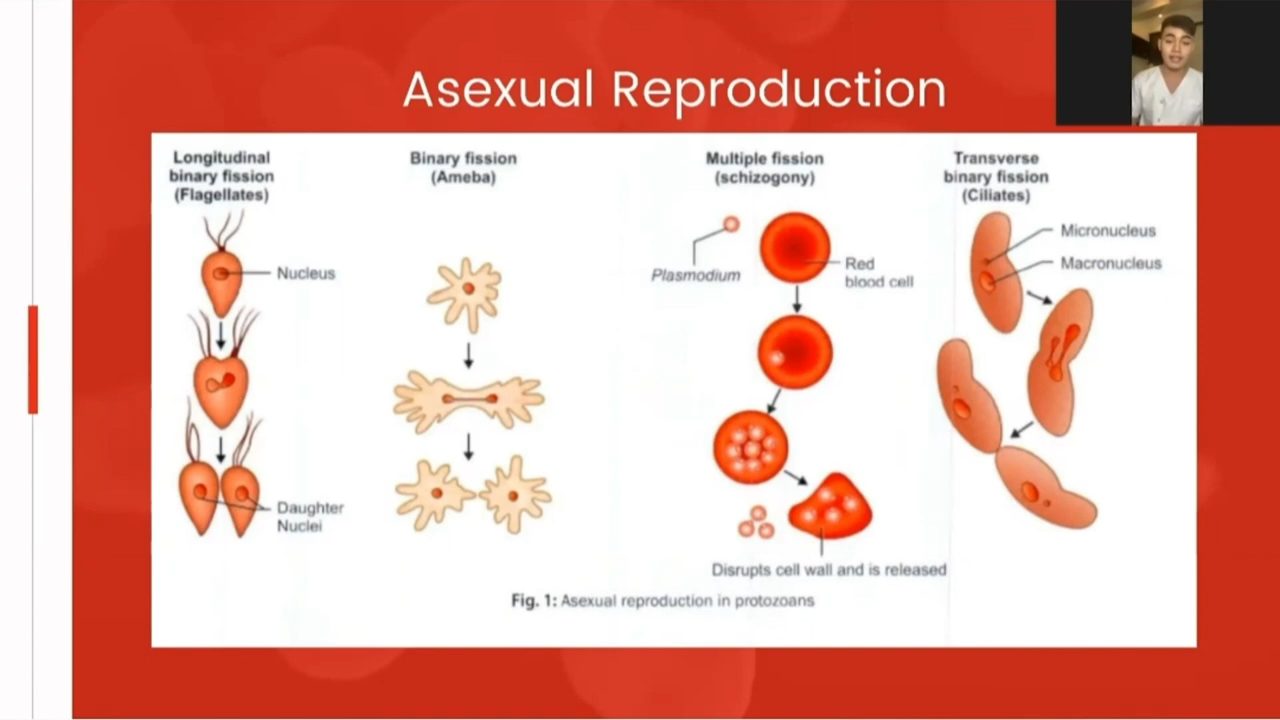 Asexual Reproduction
Longitudinal
binary fission
(Flagellates)
Nucleus
Daughter
Nuclei
Binary fission
(Ameba)
Multiple fission
(schizogony)
Plasmodium
Red
blood cell
Disrupts cell wall and is released
Transverse
binary fission
(Ciliates)
Micronucleus
Macronucleus
Fig. 1: Asexual reproduction in protozoans